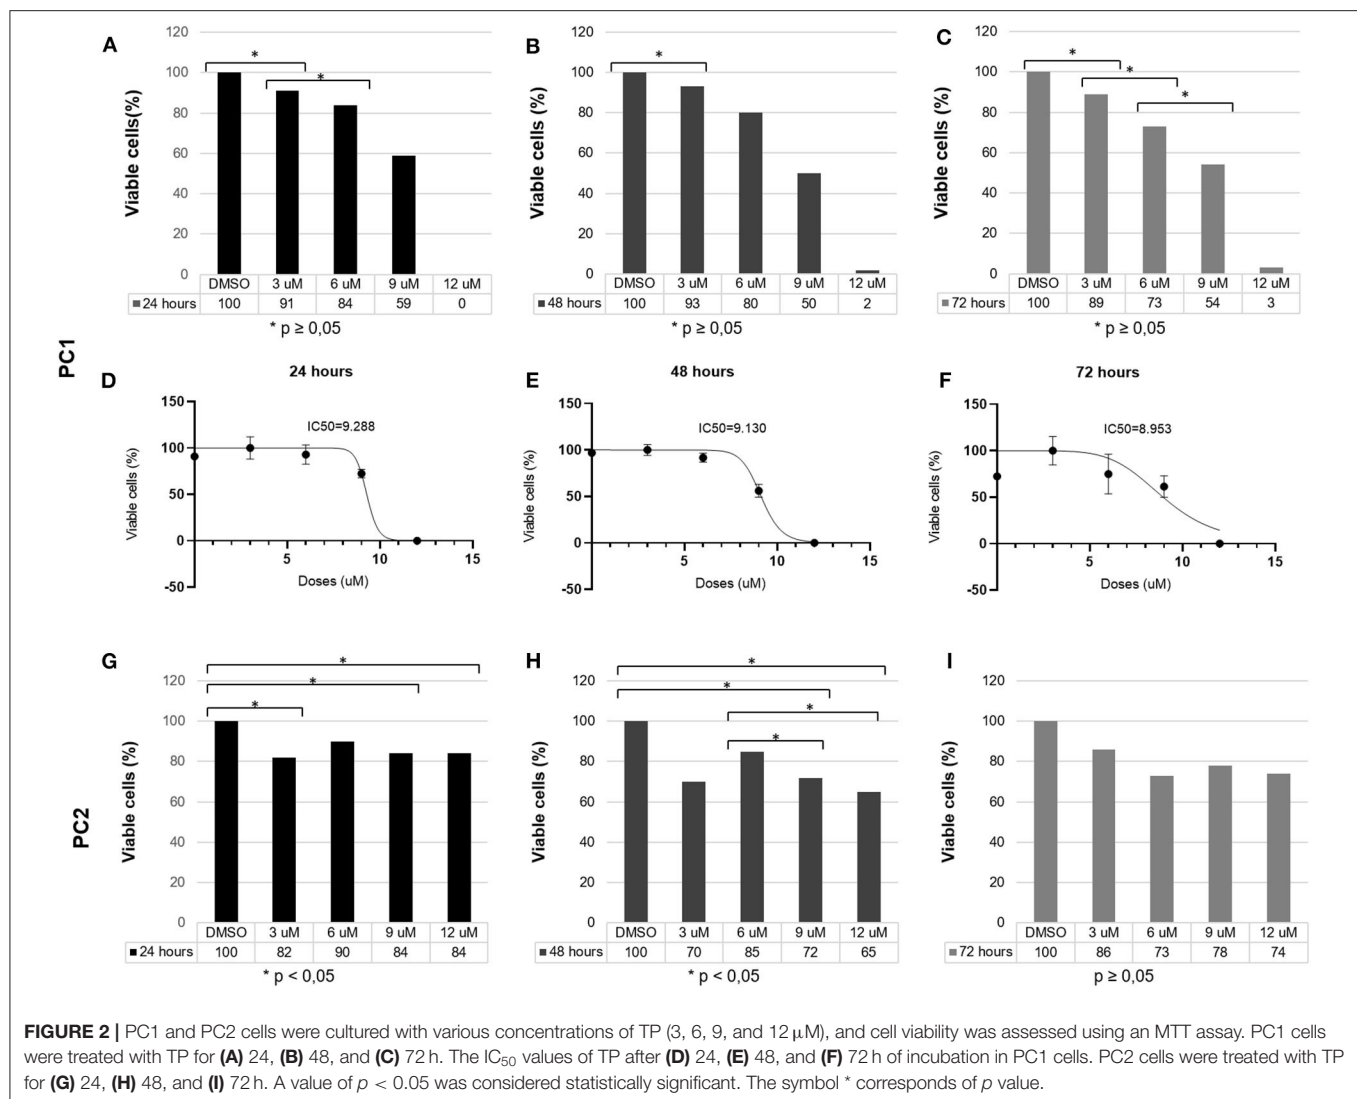 A
120
100
80
60
40
20
0
Viable cells(%)
*
*
DMSO 3 uM 6 uM 9 uM 12 uM
24 hours 100 91 84 59 0
* p ≥ 0,05
B
120
100
80
60
40
20
0
Viable cells (%)
*
DMSO 3 uM 6 uM 9 uM 12 uM
48 hours 100 93 80 50 2
* p ≥ 0,05
C
120
100
80
60
40
20
0
Viable cells (%)
*
*
*
DMSO 3 uM 6 uM 9 uM 12 uM
72 hours 100 89 73 54 3
* p ≥ 0,05
PC1
D
24 hours
150
100
50
0
-50
Viable cells (%)
IC50=9.288
5 10 15
Doses (uM)
E
48 hours
150
100
50
0
-50
Viable cells (%)
IC50=9.130
5 10 15
Doses (uM)
F
72 hours
150
100
50
0
-50
Viable cells (%)
IC50=8.953
5 10 15
Doses (uM)
G
120
100
80
60
40
20
0
Viable cells (%)
*
*
*
DMSO 3 uM 6 uM 9 uM 12 uM
24 hours 100 82 90 84 84
* p < 0,05
H
120
100
80
60
40
20
0
Viable cells (%)
*
*
*
*
DMSO 3 uM 6 uM 9 uM 12 uM
48 hours 100 70 85 72 65
* p < 0,05
I
120
100
80
60
40
20
0
Viable cells (%)
DMSO 3 uM 6 uM 9 uM 12 uM
72 hours 100 86 73 78 74
p ≥ 0,05
PC2
FIGURE 2 | PC1 and PC2 cells were cultured with various concentrations of TP (3, 6, 9, and 12 μM), and cell viability was assessed using an MTT assay. PC1 cells
were treated with TP for (A) 24, (B) 48, and (C) 72 h. The IC50 values of TP after (D) 24, (E) 48, and (F) 72 h of incubation in PC1 cells. PC2 cells were treated with TP
for (G) 24, (H) 48, and (I) 72 h. A value of p < 0.05 was considered statistically significant. The symbol * corresponds of p value.